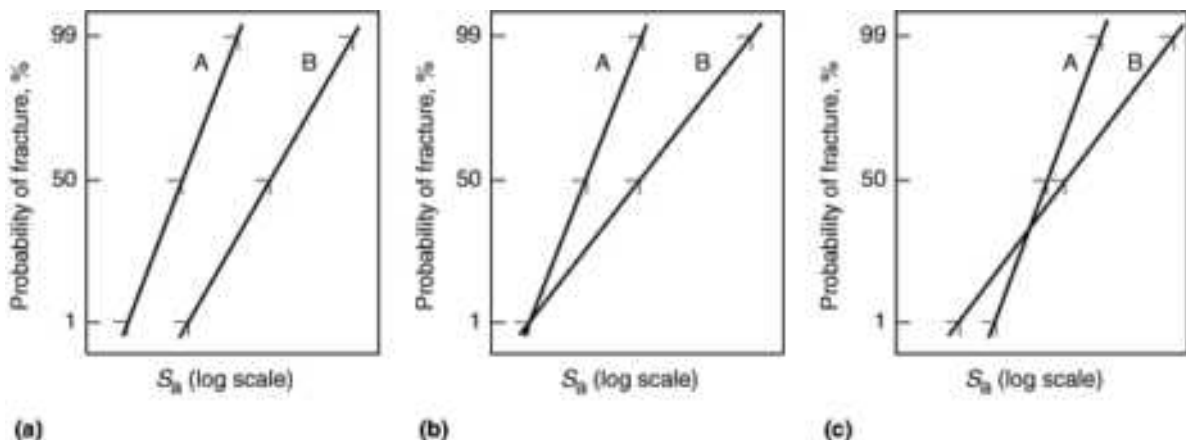 Probability of fracture, %
99
50
1
A
B
Sa (log scale)
(a)
Probability of fracture, %
99
50
1
A
B
Sa (log scale)
(b)
Probability of fracture, %
99
50
1
A
B
Sa (log scale)
(c)